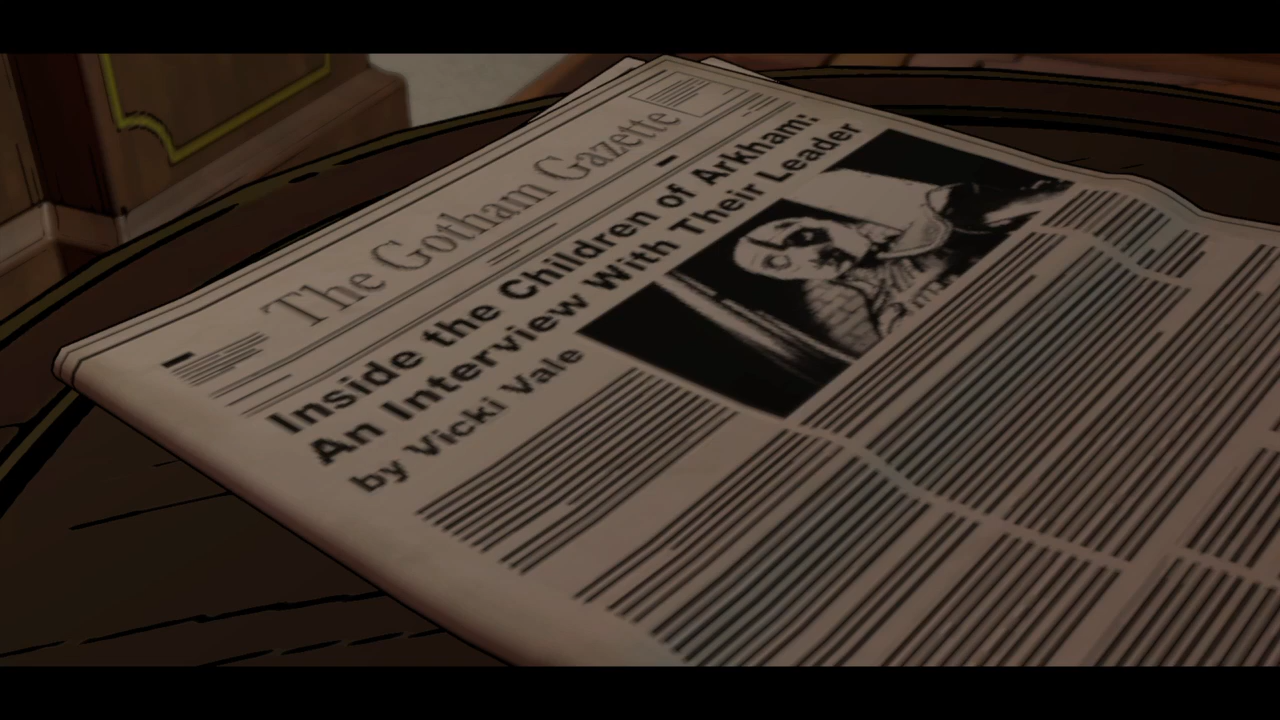 The Gotham Gazette
Inside the Children of Arkham:
An Interview With Their Leader
by Vicki Vale